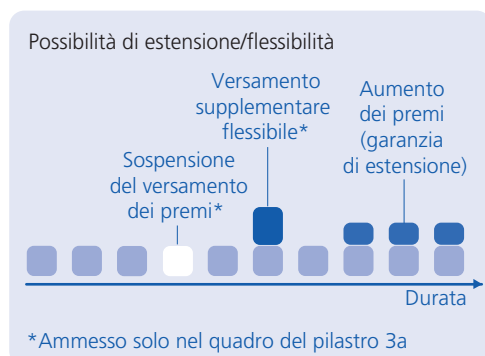 Possibilità di estensione/flessibilità
Versamento
supplementare
flessibile*
Aumento
dei premi
(garanzia
di estensione)
Sospensione
del versamento
dei premi*
Durata
*Ammesso solo nel quadro del pilastro 3a